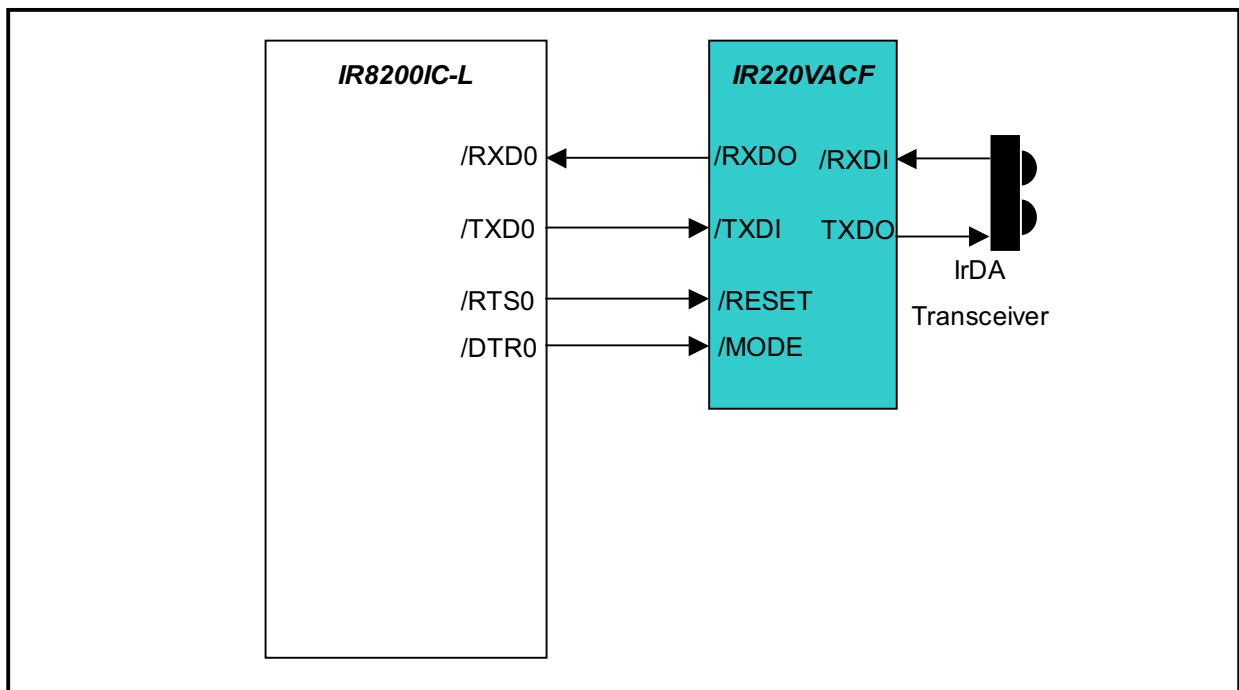 IR8200IC-L
IR220VACF
/RXD0
/RXDO
/RXDI
/TXD0
/TXDI
TXDO
IrDA
Transceiver
/RTS0
/RESET
/DTR0
/MODE